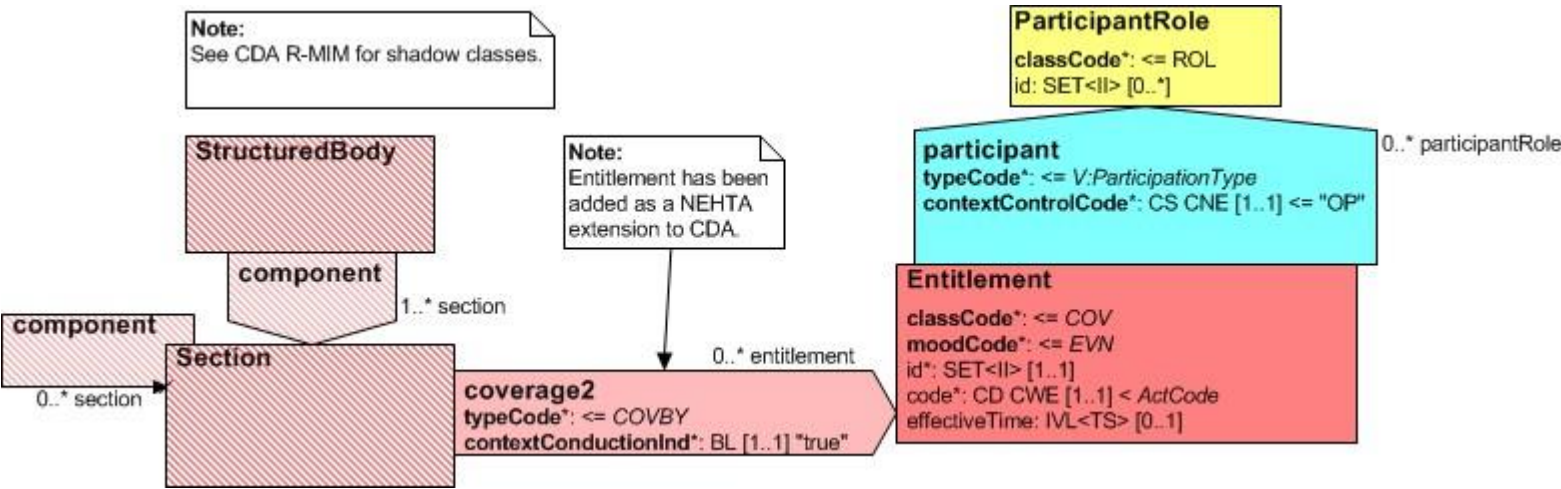 Note:
See CDA R-MIM for shadow classes.
ParticipantRole
classCode*: <= ROL
id: SET<II> [0..*]
StructuredBody
Note:
Entitlement has been
added as a NEHTA
extension to CDA.
participant
typeCode*: <= V:ParticipationType
contextControlCode*: CS CNE [1..1] <= "OP"
0..* participantRole
component
1..* section
component
0..* section
Section
0..* entitlement
coverage2
typeCode*: <= COVBY
contextConductionInd*: BL [1..1] "true"
Entitlement
classCode*: <= COV
moodCode*: <= EVN
id*: SET<II> [1..1]
code*: CD CWE [1..1] < ActCode
effectiveTime: IVL<TS> [0..1]